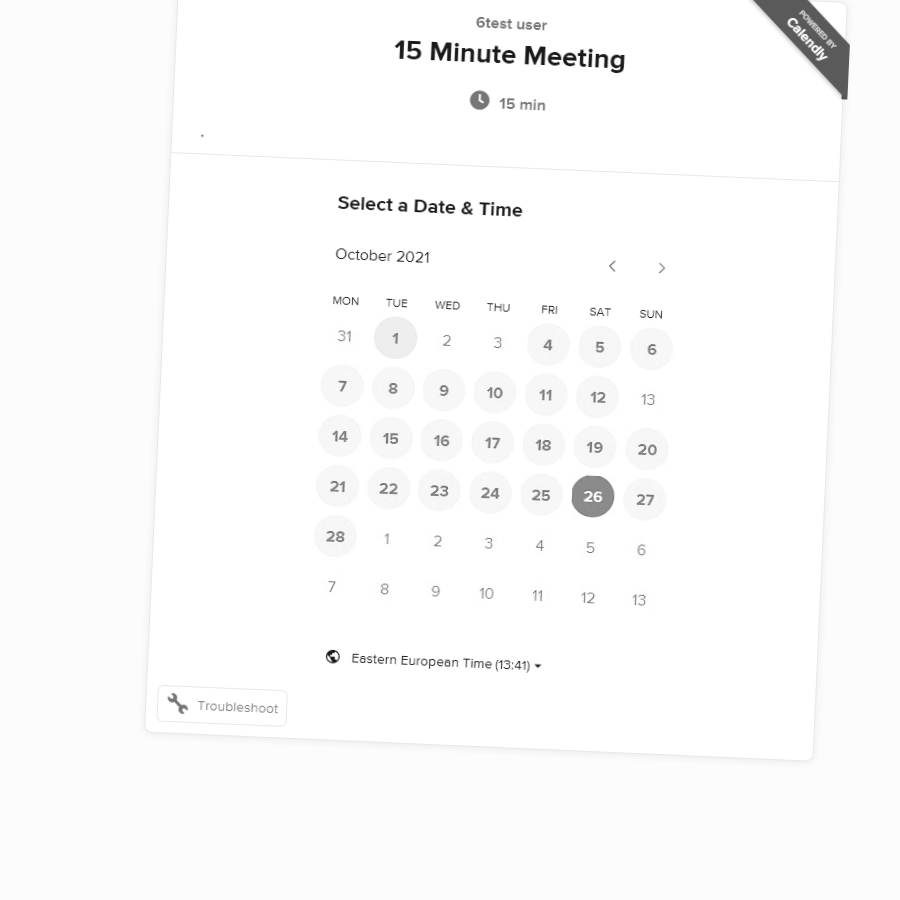 POWERED BY
Calendly
6test user
15 Minute Meeting
15 min
Select a Date & Time
October 2021
MON TUE WED THU FRI SAT SUN
31 1 2 3 4 5 6
7 8 9 10 11 12 13
14 15 16 17 18 19 20
21 22 23 24 25 26 27
28 1 2 3 4 5 6
7 8 9 10 11 12 13
Eastern European Time (13:41)
Troubleshoot